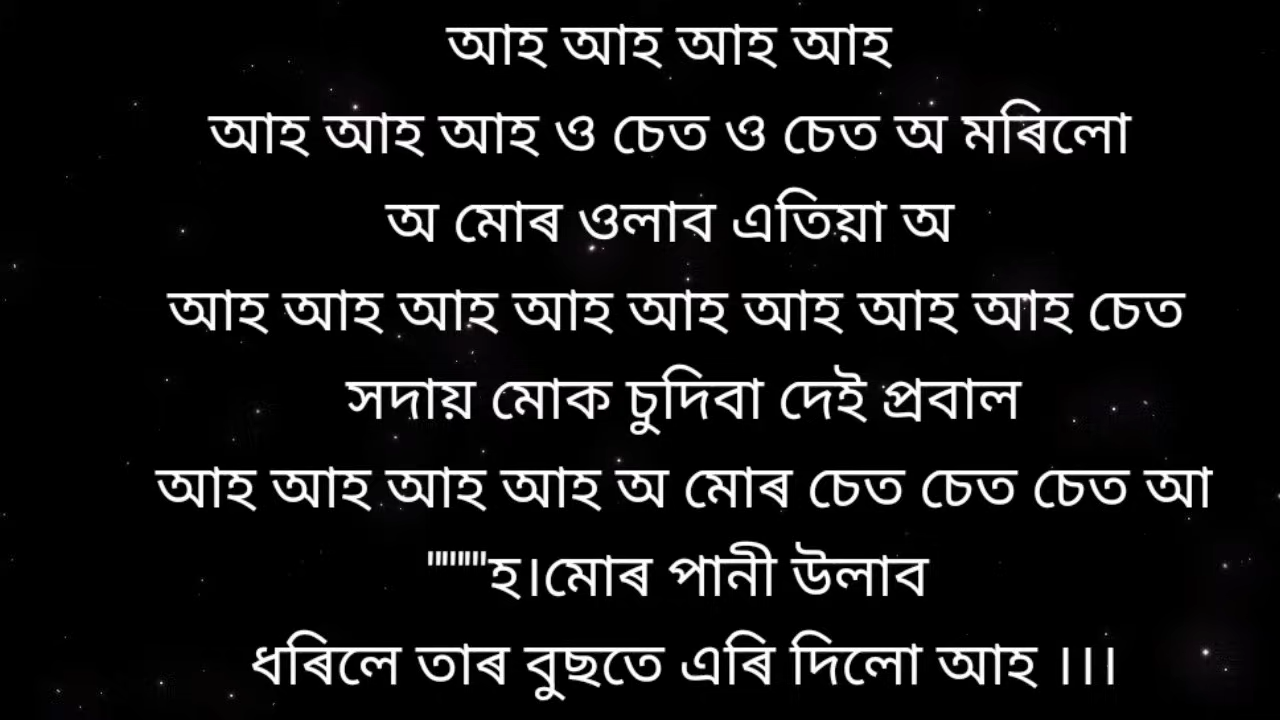 আহ আহ আহ আহ
আহ আহ আহ ও চেত ও চেত অ মৰিলো
অ মোৰ ওলাব এতিয়া অ
আহ আহ আহ আহ আহ আহ আহ আহ চেত
সদায় মোক চুদিবা দেই প্ৰবাল
আহ আহ আহ আহ অ মোৰ চেত চেত চেত আ
""""হ।মোৰ পানী উলাব
ধৰিলে তাৰ বুছতে এৰি দিলো আহ ।।।